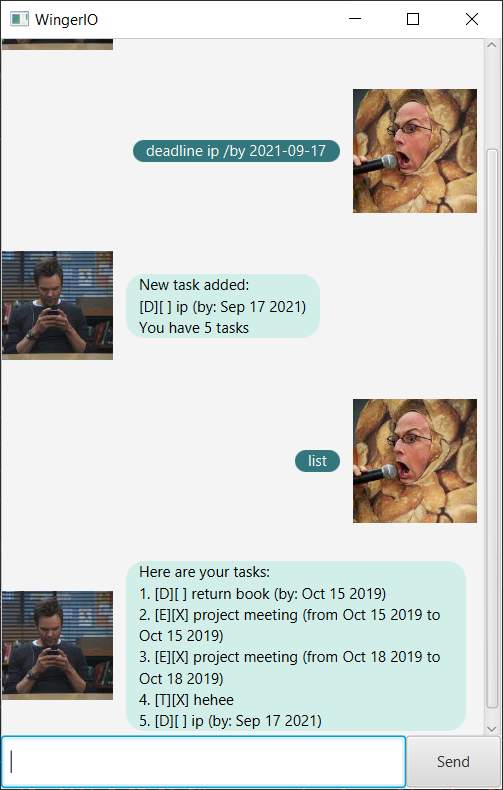 WingerIO
deadline ip /by 2021-09-17
New task added:
[D][ ] ip (by: Sep 17 2021)
You have 5 tasks
list
Here are your tasks:
1. [D][ ] return book (by: Oct 15 2019)
2. [E][X] project meeting (from Oct 15 2019 to
Oct 15 2019)
3. [E][X] project meeting (from Oct 18 2019 to
Oct 18 2019)
4. [T][X] hehee
5. [D][ ] ip (by: Sep 17 2021)
Send